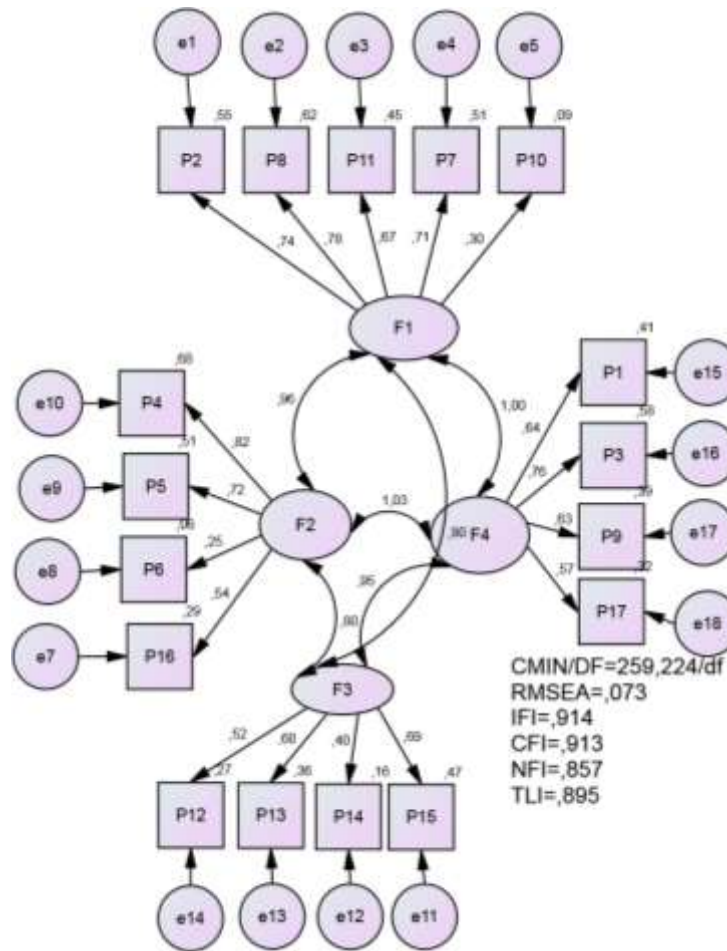 e1 e2 e3 e4 e5
,55 ,62 ,45 ,51 ,09
P2 P8 P11 P7 P10
,74 ,78 ,67 ,71 ,30
F1
,41
P1 e15
,68
e10 P4
,96 1,00 ,64
,58
P3 e16
,82 ,76
,51
e9 P5
,72
,39
F2 1,03 F4 ,63 P9 e17
e8 P6 ,25
,54 ,95 ,57
P17 e18
,29
e7 P16
F3
CMIN/DF=259,224/df
RMSEA=,073
IFI=,914
CFI=,913
NFI=,857
TLI=,895
,52 ,60 ,40 ,69
,27 ,36 ,16 ,47
P12 P13 P14 P15
e14 e13 e12 e11